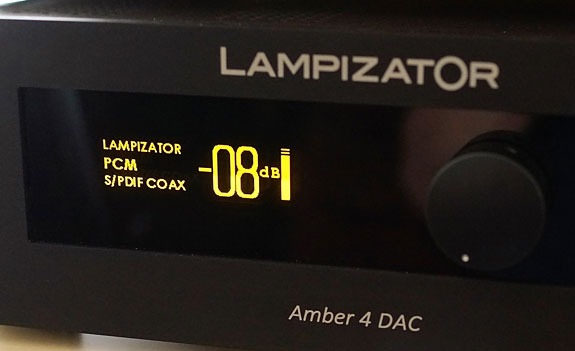 LAMPIZATOR
LAMPIZATOR
PCM
S/PDIF COAX
-08dB
Amber 4 DAC